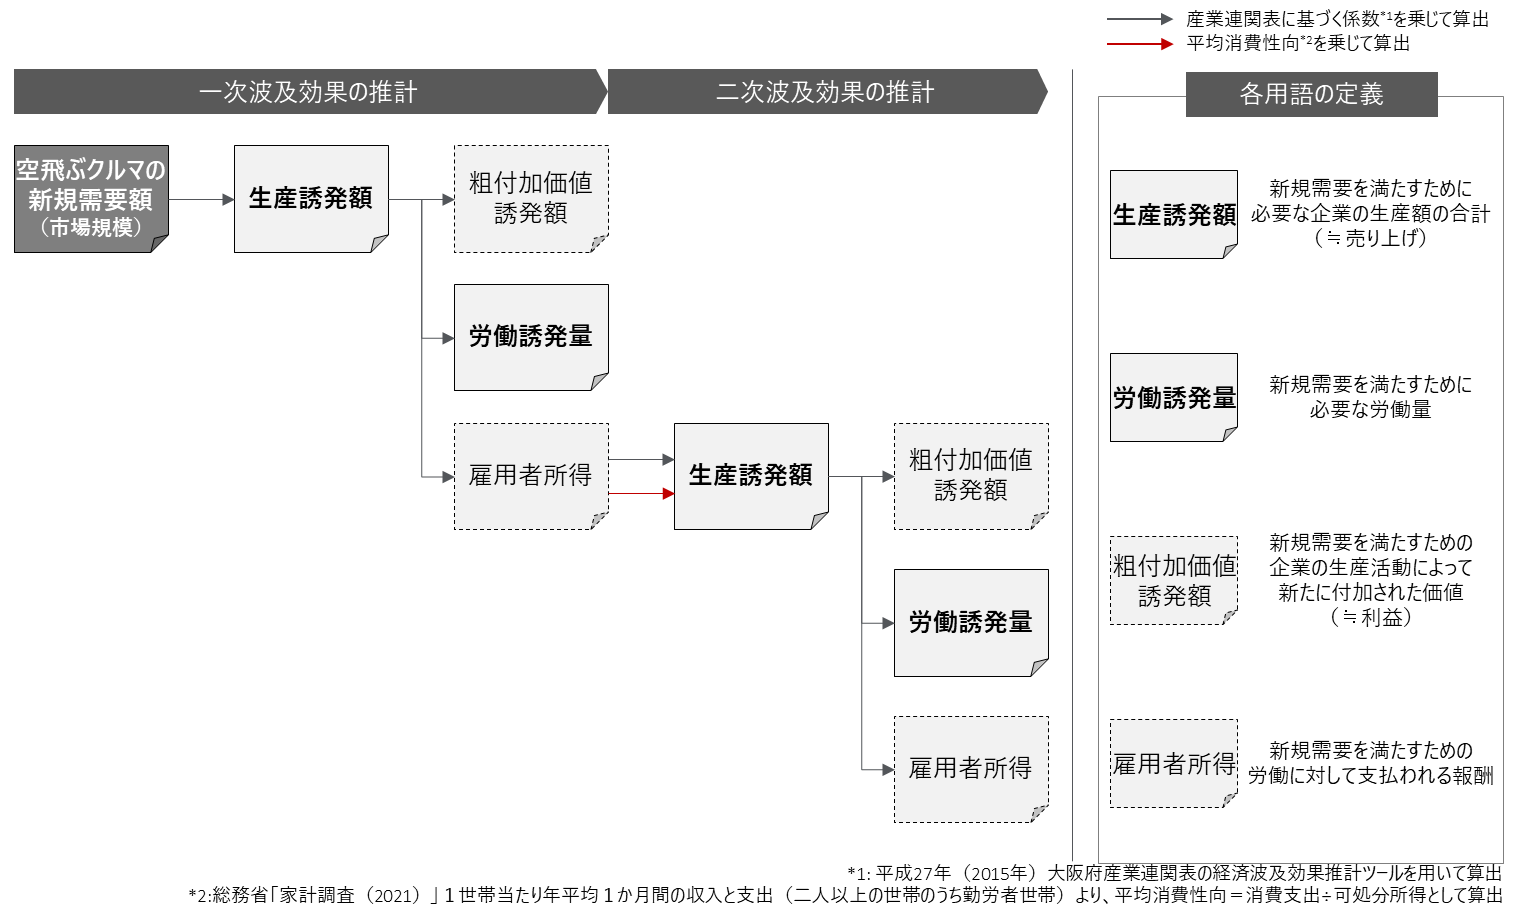 産業連関表に基づく係数*1を乗じて算出
平均消費性向*2を乗じて算出
一次波及効果の推計
二次波及効果の推計
各用語の定義
空飛ぶクルマの
新規需要額
（市場規模）
生産誘発額
粗付加価値
誘発額
労働誘発量
雇用者所得
生産誘発額
粗付加価値
誘発額
労働誘発量
雇用者所得
生産誘発額
新規需要を満たすために
必要な企業の生産額の合計
（≒売り上げ）
労働誘発量
新規需要を満たすために
必要な労働量
粗付加価値
誘発額
新規需要を満たすための
企業の生産活動によって
新たに付加された価値
（≒利益）
雇用者所得
新規需要を満たすための
労働に対して支払われる報酬
*1: 平成27年（2015年）大阪府産業連関表の経済波及効果推計ツールを用いて算出
*2:総務省「家計調査（2021）」１世帯当たり年平均１か月間の収入と支出（二人以上の世帯のうち勤労者世帯）より、平均消費性向＝消費支出÷可処分所得として算出